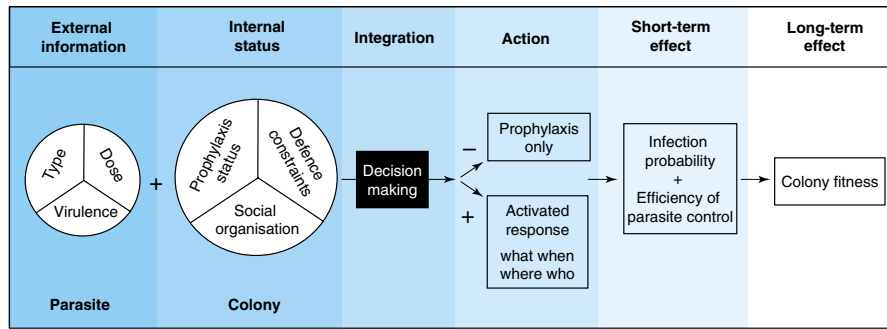 External
information
Internal
status
Integration
Action
Short-term
effect
Long-term
effect
Type
Dose
Virulence
+
Prophylaxis
status
Defence
constraints
Social
organisation
Decision
making
−
Prophylaxis
only
+
Activated
response
what when
where who
Infection
probability
+
Efficiency of
parasite control
Colony fitness
Parasite
Colony